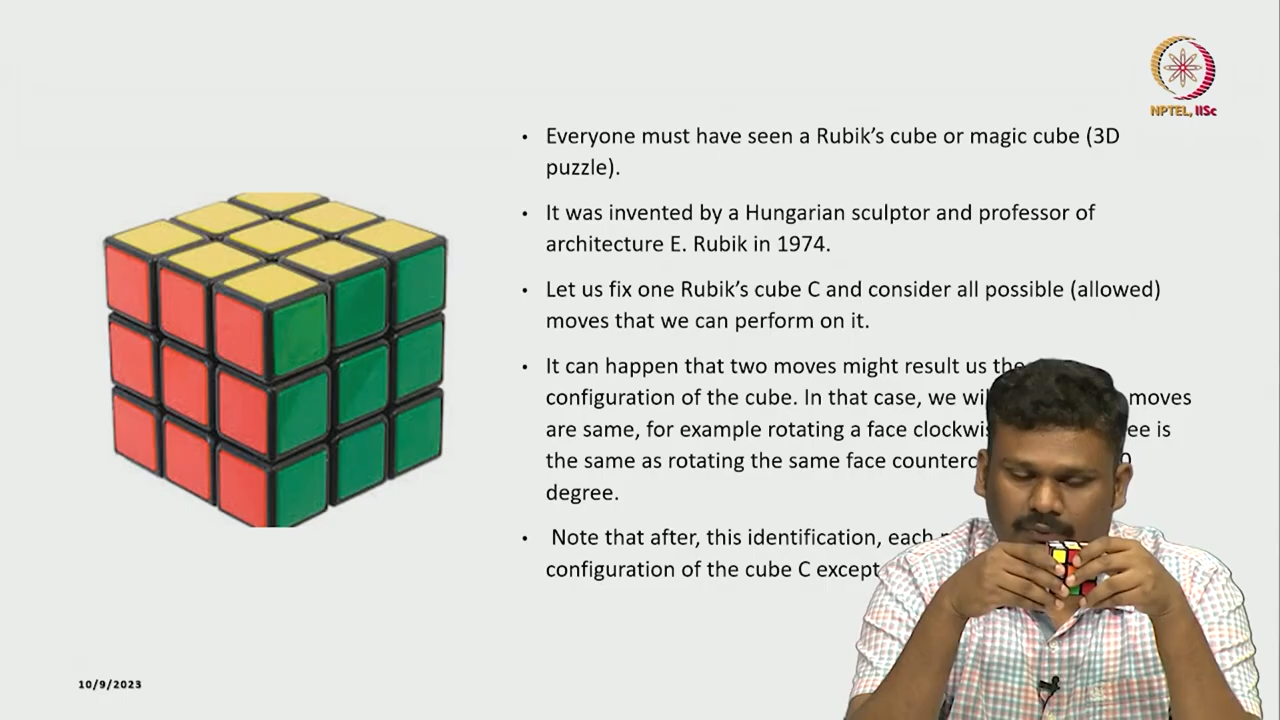 NPTEL, IISc
• Everyone must have seen a Rubik’s cube or magic cube (3D
puzzle).
• It was invented by a Hungarian sculptor and professor of
architecture E. Rubik in 1974.
• Let us fix one Rubik’s cube C and consider all possible (allowed)
moves that we can perform on it.
• It can happen that two moves might result us the
configuration of the cube. In that case, we moves
are same, for example rotating a face is
the same as rotating the same face
degree.
• Note that after, this identification, each
configuration of the cube C except
10/9/2023